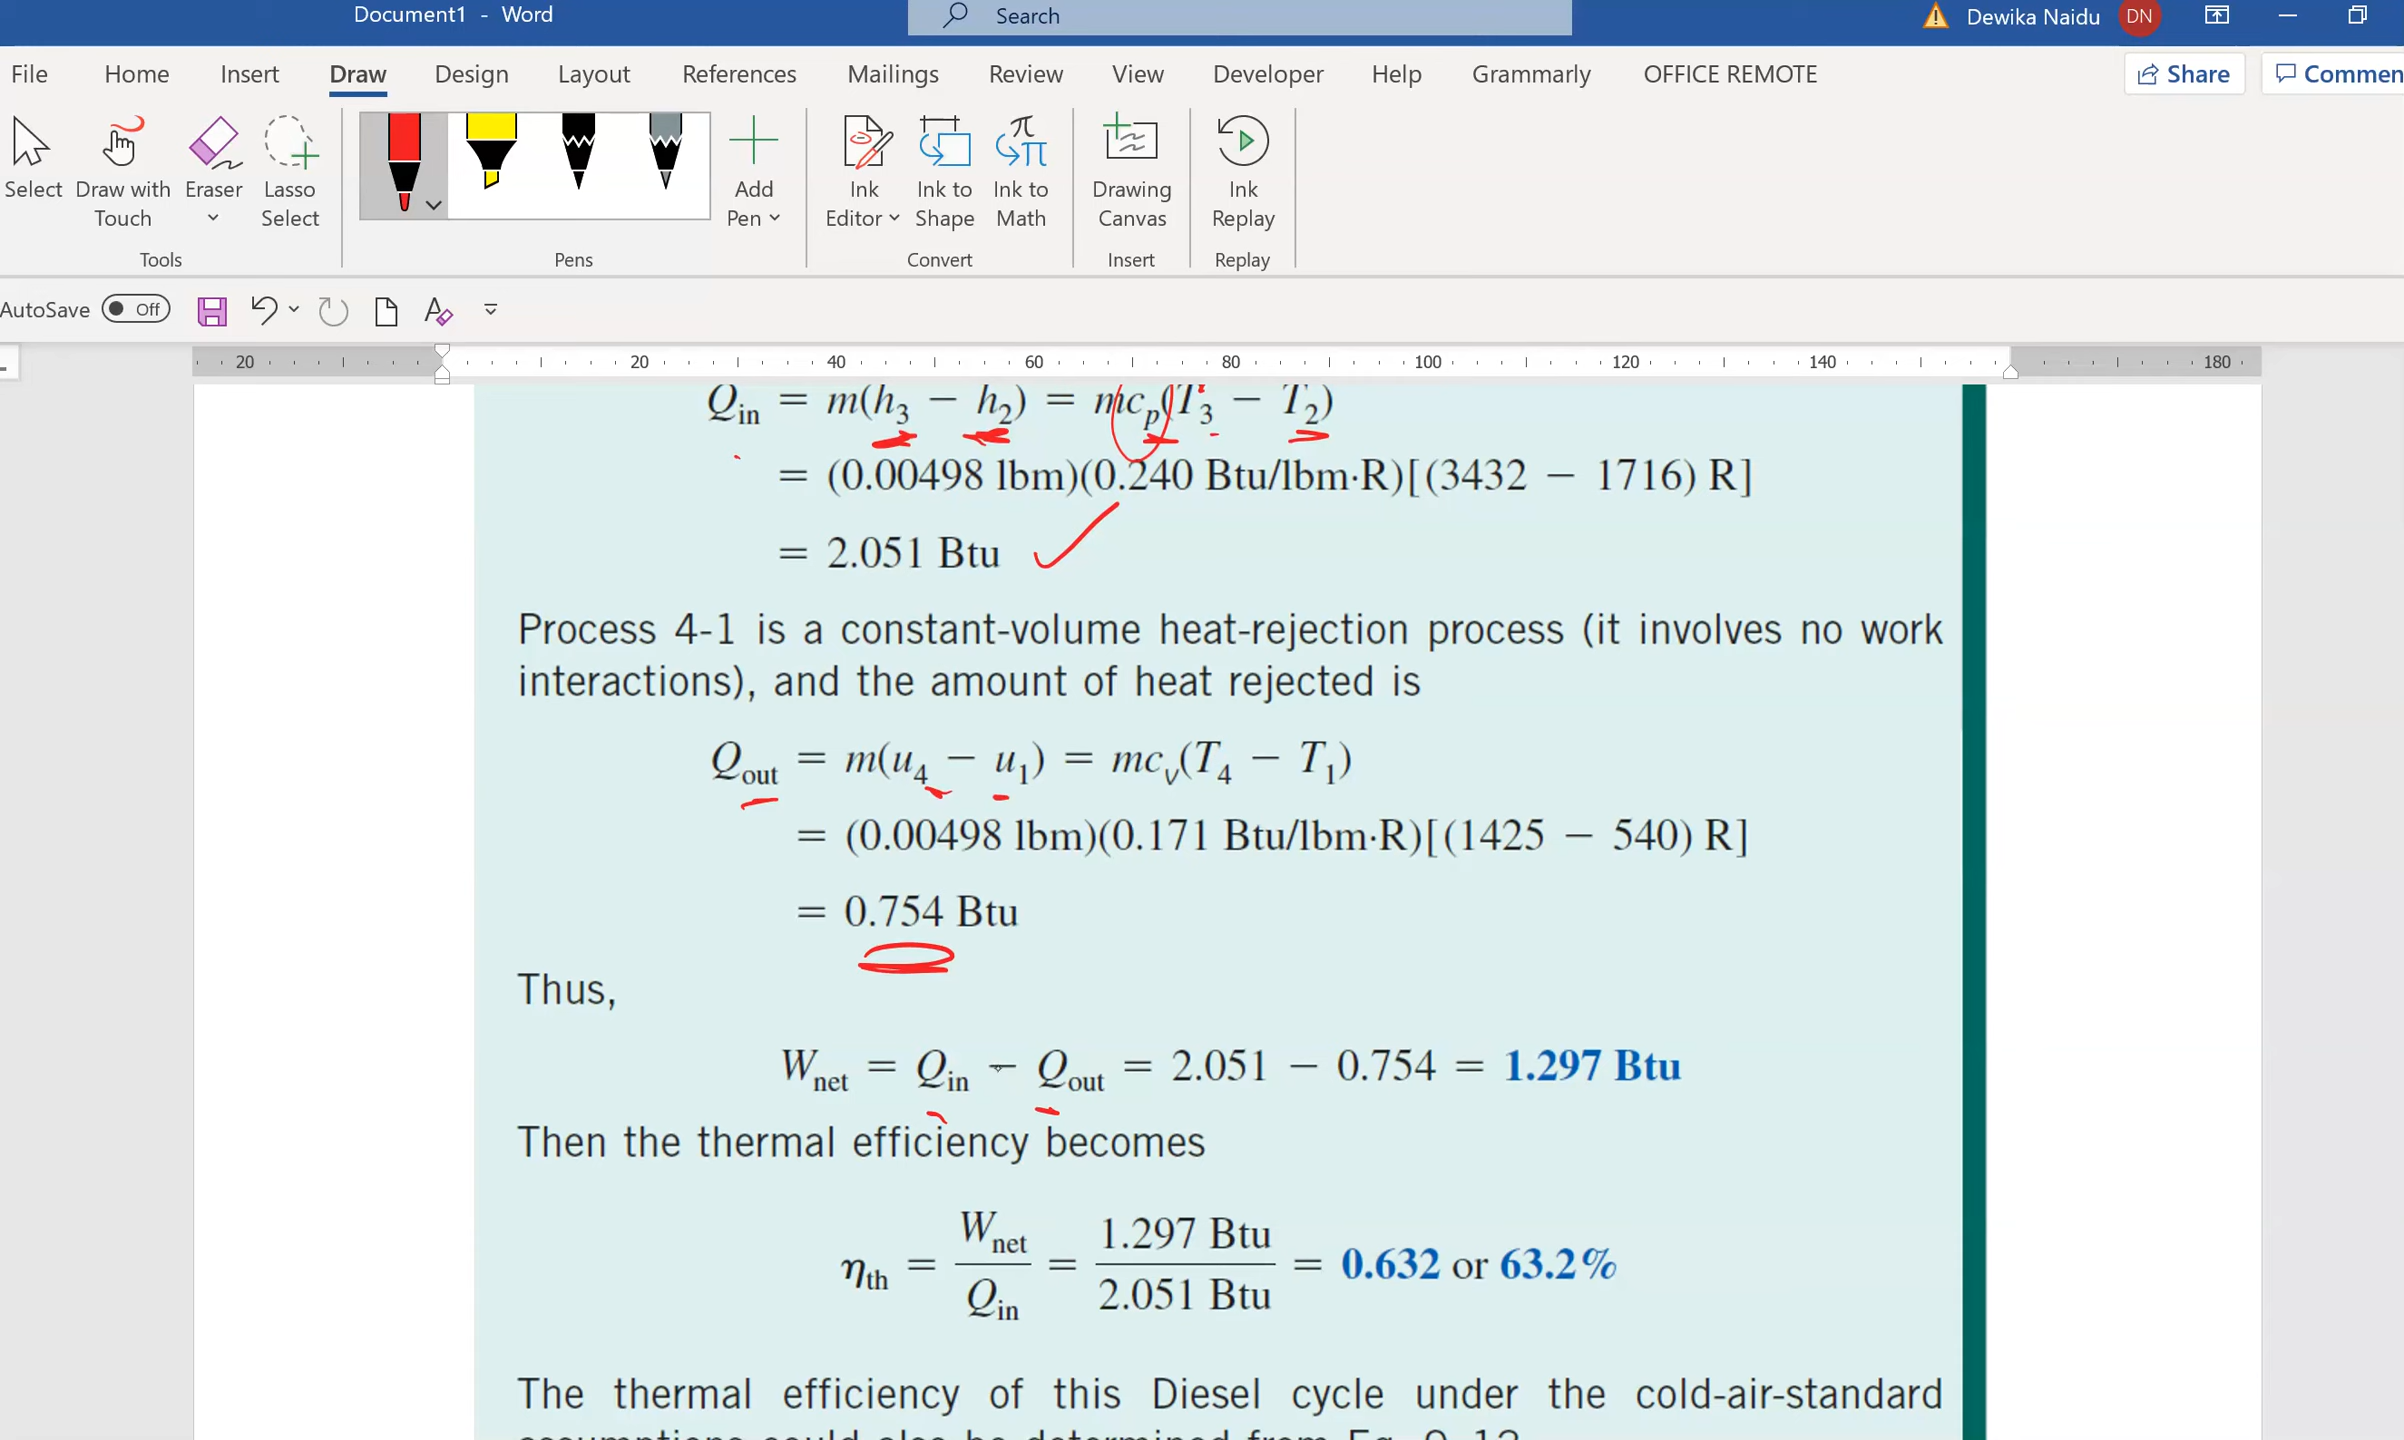 Document1 - Word
Search
Dewika Naidu DN
File Home Insert Draw Design Layout References Mailings Review View Developer Help Grammarly OFFICE REMOTE Share Commen
Select Draw with Touch Eraser Lasso Select Add Pen Ink Editor Ink to Shape Ink to Math Drawing Canvas Ink Replay
Tools Pens Convert Insert Replay
AutoSave Off
20 20 40 60 80 100 120 140 180
Q_in = m(h_3 − h_2) = mc_p(T_3 − T_2)
= (0.00498 lbm)(0.240 Btu/lbm·R)[(3432 − 1716) R]
= 2.051 Btu
Process 4-1 is a constant-volume heat-rejection process (it involves no work
interactions), and the amount of heat rejected is
Q_out = m(u_4 − u_1) = mc_v(T_4 − T_1)
= (0.00498 lbm)(0.171 Btu/lbm·R)[(1425 − 540) R]
= 0.754 Btu
Thus,
W_net = Q_in − Q_out = 2.051 − 0.754 = 1.297 Btu
Then the thermal efficiency becomes
η_th = W_net / Q_in = 1.297 Btu / 2.051 Btu = 0.632 or 63.2%
The thermal efficiency of this Diesel cycle under the cold-air-standard